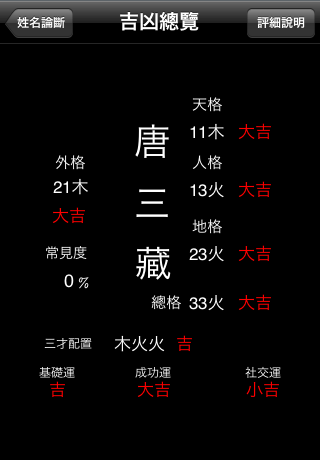 姓名論斷
吉凶總覽
評細說明
天格
唐
11木 大吉
外格
人格
21木
13火 大吉
大吉
三
地格
常見度
23火 大吉
0 %
藏
總格 33火 大吉
三才配置 木火火 吉
基礎運 成功運 社交運
吉 大吉 小吉